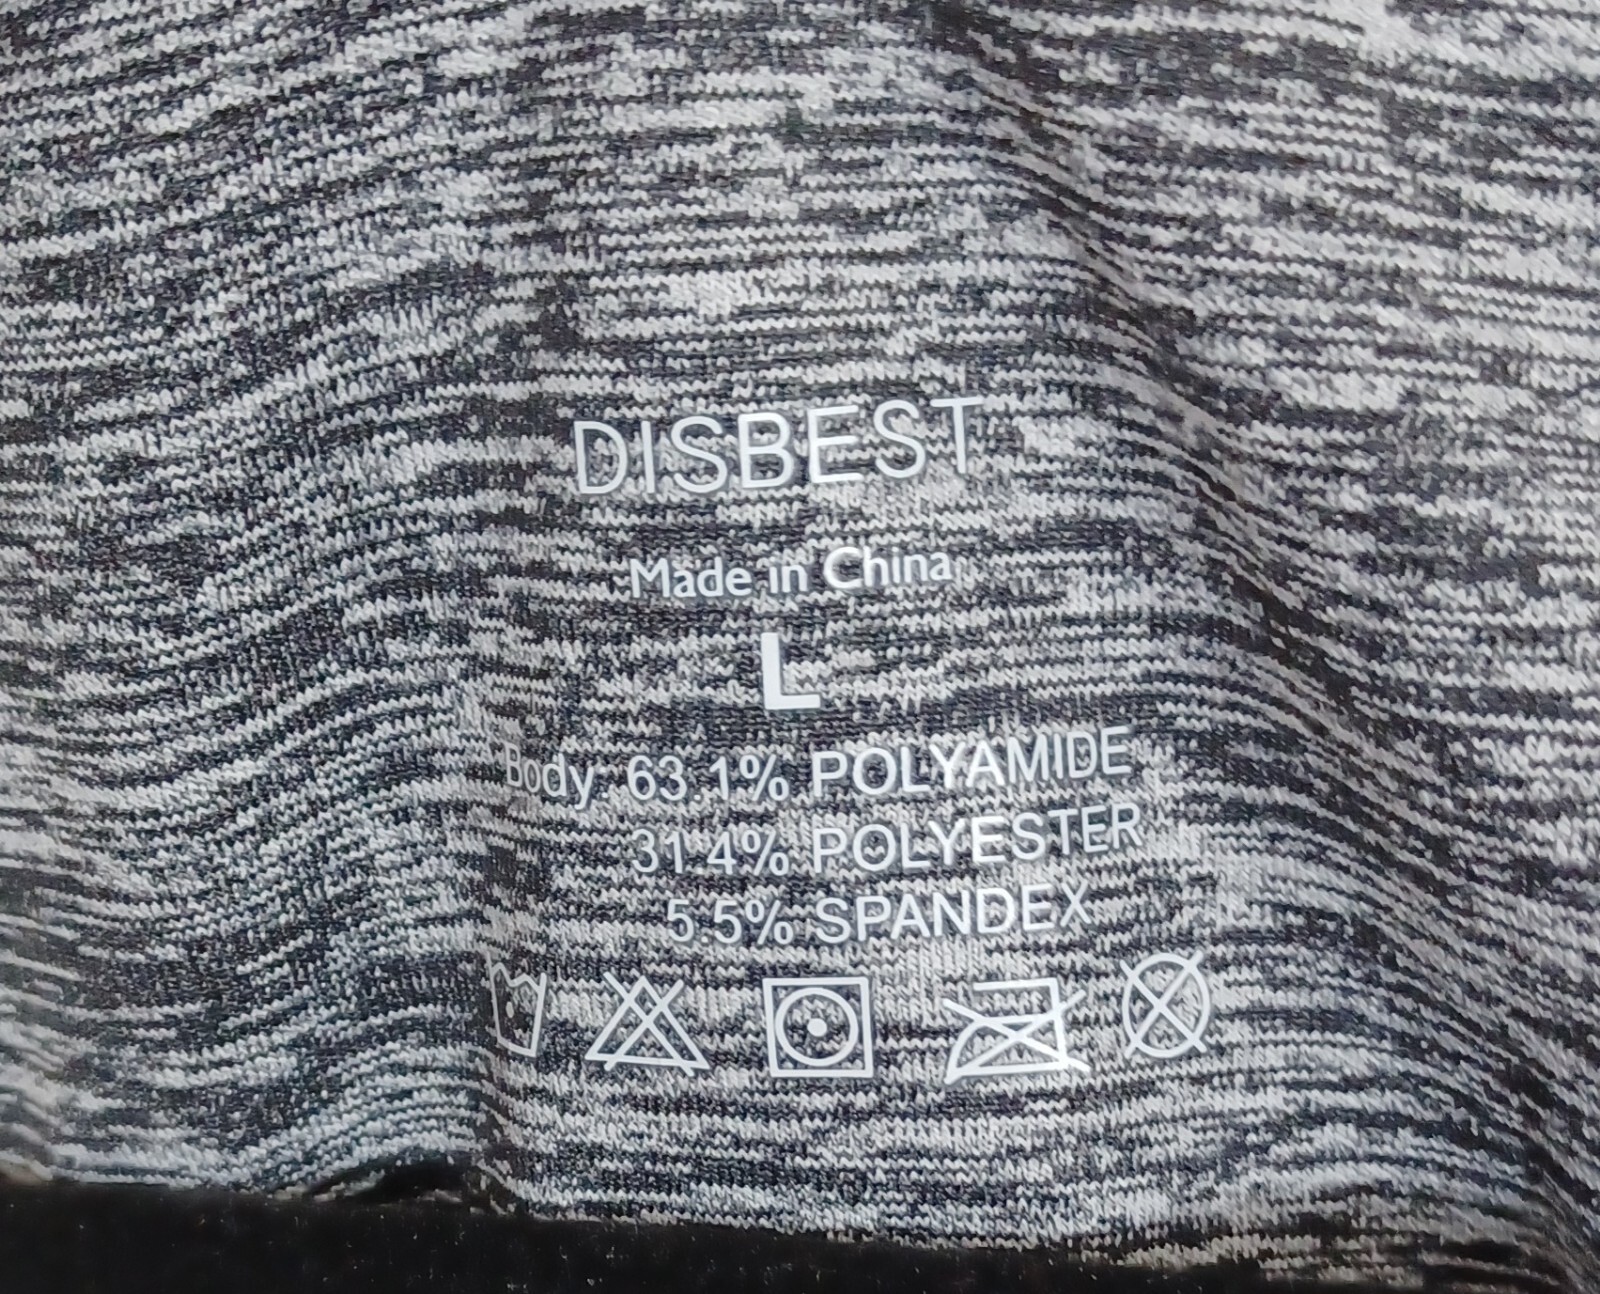 DISBEST
Made in China
L
Body: 63.1% POLYAMIDE
31.4% POLYESTER
5.5% SPANDEX